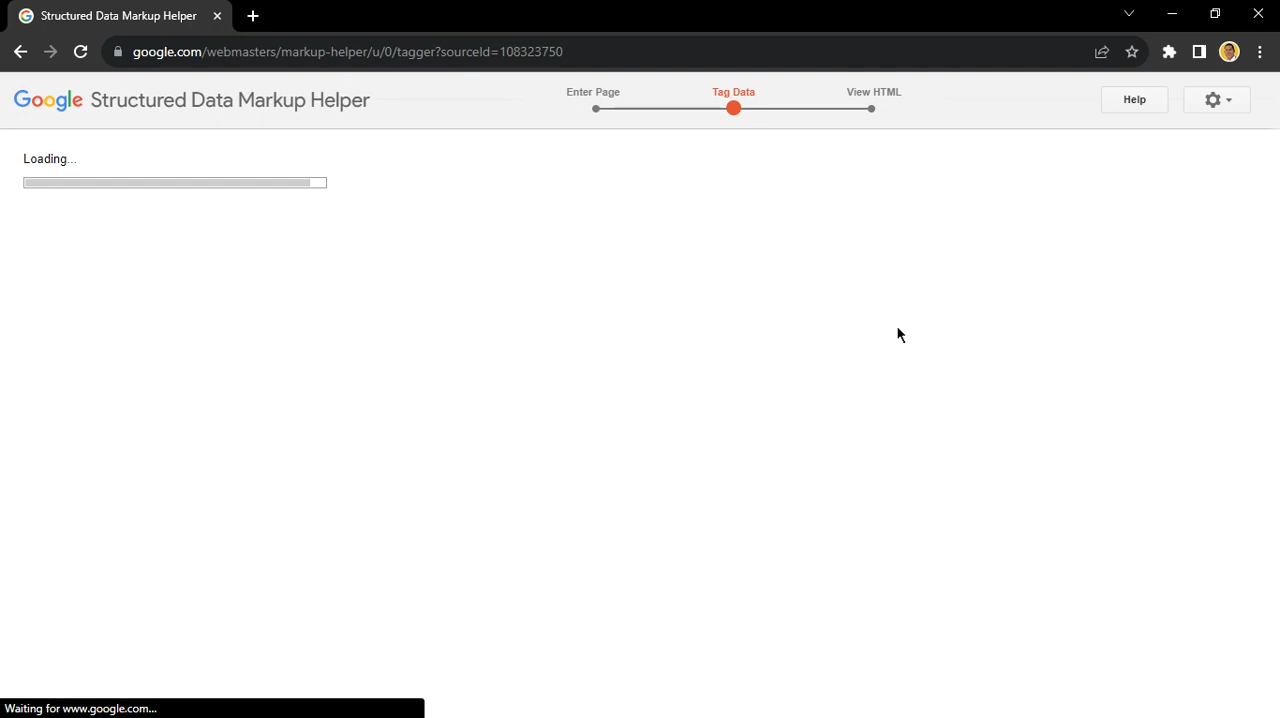 Structured Data Markup Helper
google.com/webmasters/markup-helper/u/0/tagger?sourceId=108323750
Google Structured Data Markup Helper
Enter Page
Tag Data
View HTML
Help
Loading...
Waiting for www.google.com...